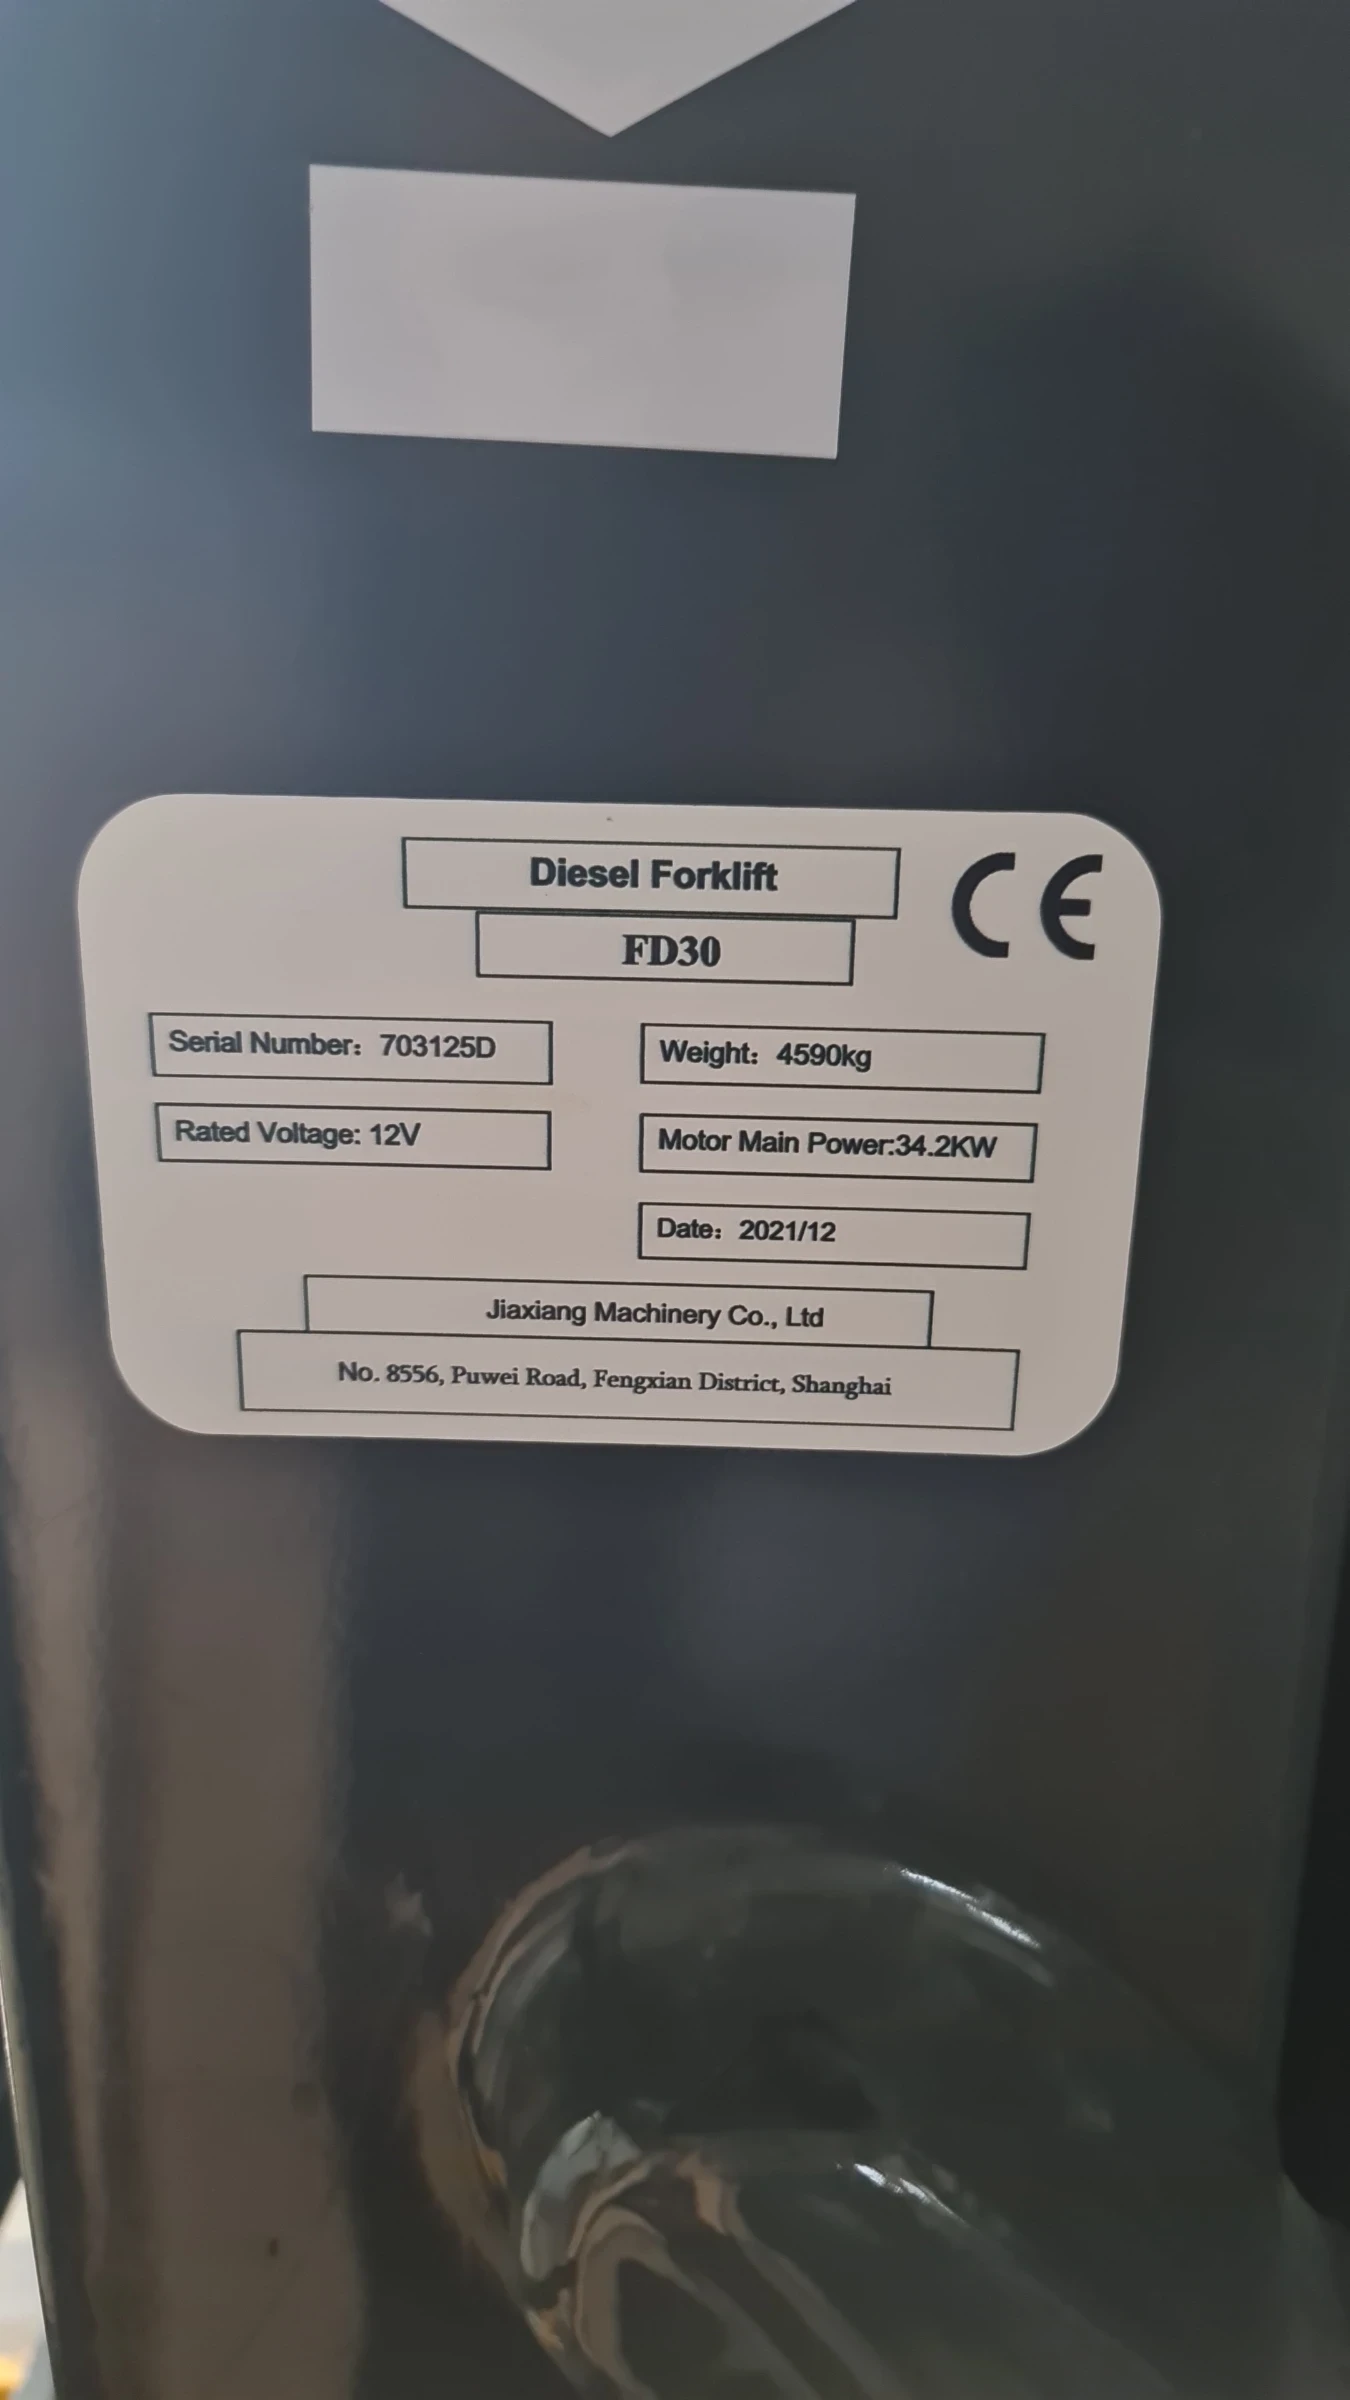 Diesel Forklift
CE
FD30
Serial Number: 703125D
Weight: 4590kg
Rated Voltage: 12V
Motor Main Power:34.2KW
Date: 2021/12
Jiaxiang Machinery Co., Ltd
No. 8556, Puwei Road, Fengxian District, Shanghai